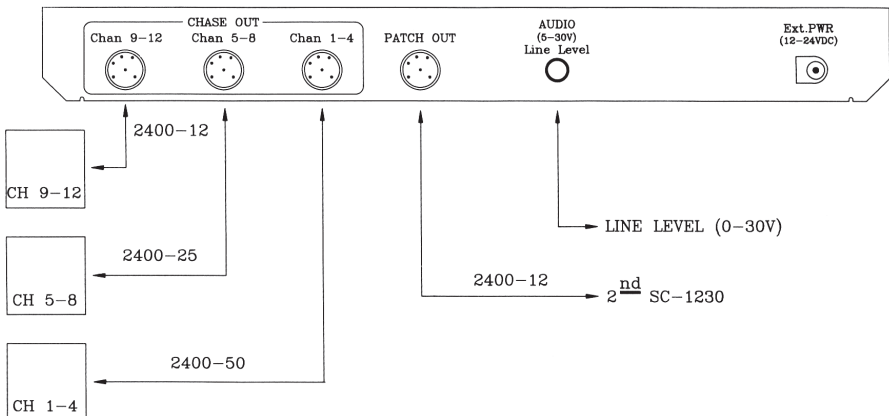 CHASE OUT
Chan 9-12
Chan 5-8
Chan 1-4
PATCH OUT
AUDIO
(5-30V)
Line Level
Ext.PWR
(12-24VDC)
2400-12
CH 9-12
LINE LEVEL (0-30V)
2400-25
2400-12
2nd SC-1230
CH 5-8
2400-50
CH 1-4